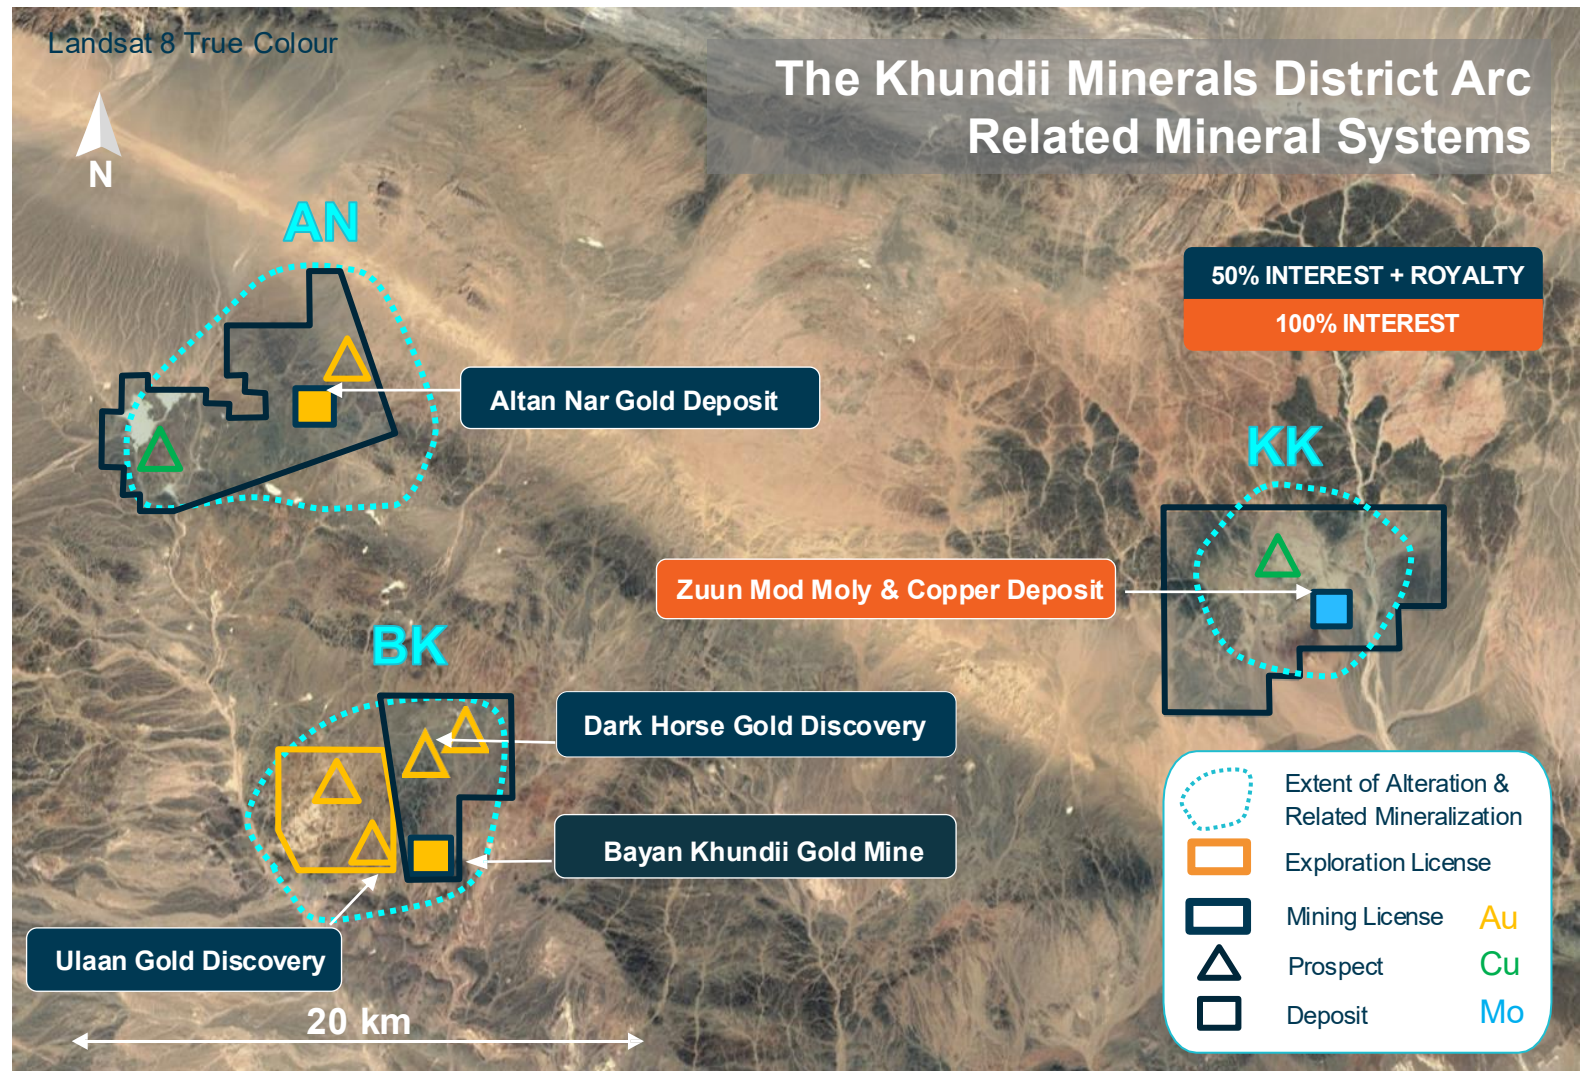 Landsat 8 True Colour
The Khundii Minerals District Arc
Related Mineral Systems
N
AN
50% INTEREST + ROYALTY
100% INTEREST
Altan Nar Gold Deposit
KK
Zuun Mod Moly & Copper Deposit
BK
Dark Horse Gold Discovery
Bayan Khundii Gold Mine
Ulaan Gold Discovery
20 km
Extent of Alteration &
Related Mineralization
Exploration License
Mining License Au
Prospect Cu
Deposit Mo